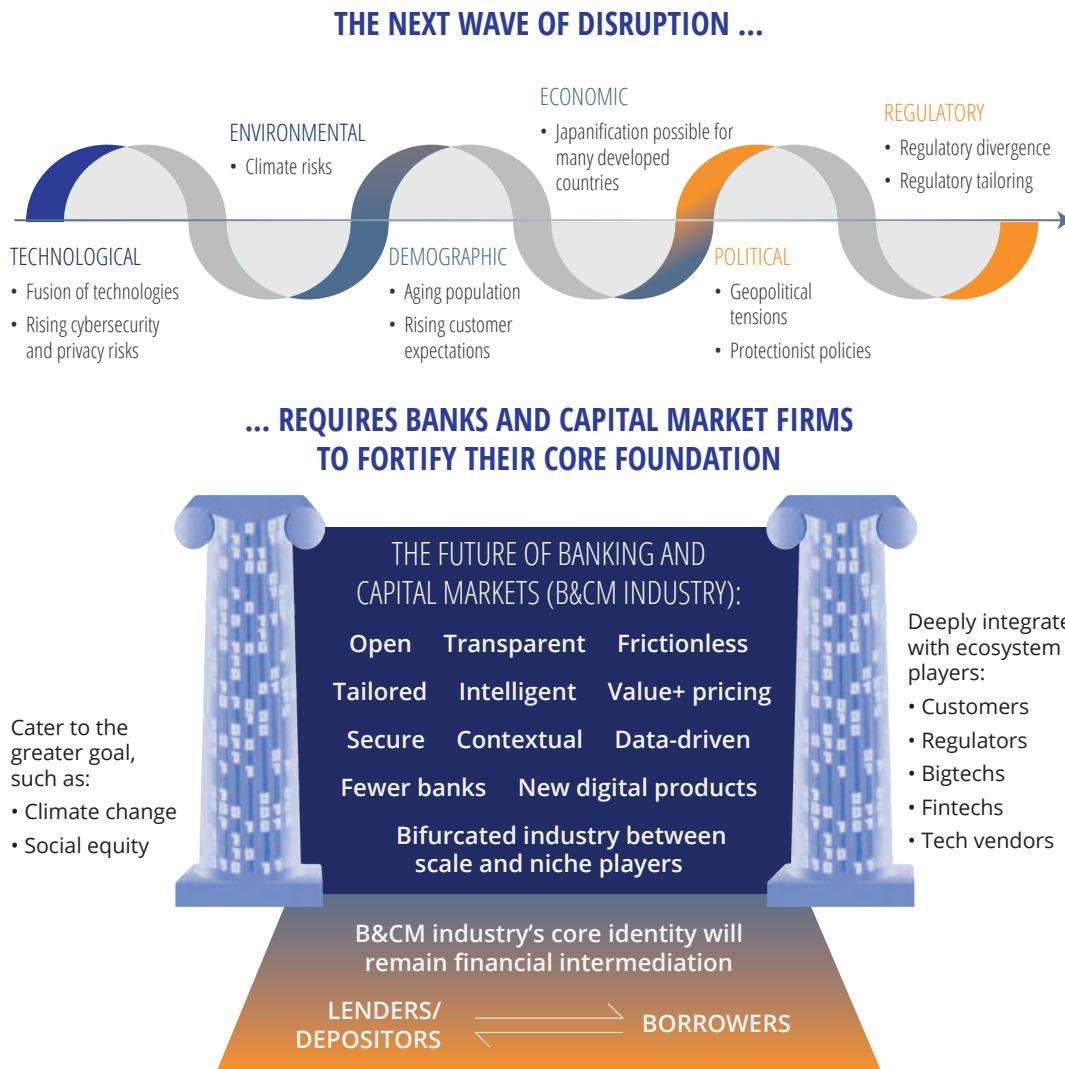 THE NEXT WAVE OF DISRUPTION ...
TECHNOLOGICAL
• Fusion of technologies
• Rising cybersecurity
and privacy risks
ENVIRONMENTAL
• Climate risks
DEMOGRAPHIC
• Aging population
• Rising customer
expectations
ECONOMIC
• Japanification possible for
many developed
countries
POLITICAL
• Geopolitical
tensions
• Protectionist policies
REGULATORY
• Regulatory divergence
• Regulatory tailoring
... REQUIRES BANKS AND CAPITAL MARKET FIRMS
TO FORTIFY THEIR CORE FOUNDATION
Cater to the
greater goal,
such as:
• Climate change
• Social equity
THE FUTURE OF BANKING AND
CAPITAL MARKETS (B&CM INDUSTRY):
Open Transparent Frictionless
Tailored Intelligent Value+ pricing
Secure Contextual Data-driven
Fewer banks New digital products
Bifurcated industry between
scale and niche players
Deeply integrate
with ecosystem
players:
• Customers
• Regulators
• Bigtechs
• Fintechs
• Tech vendors
B&CM industry’s core identity will
remain financial intermediation
LENDERS/
DEPOSITORS
BORROWERS